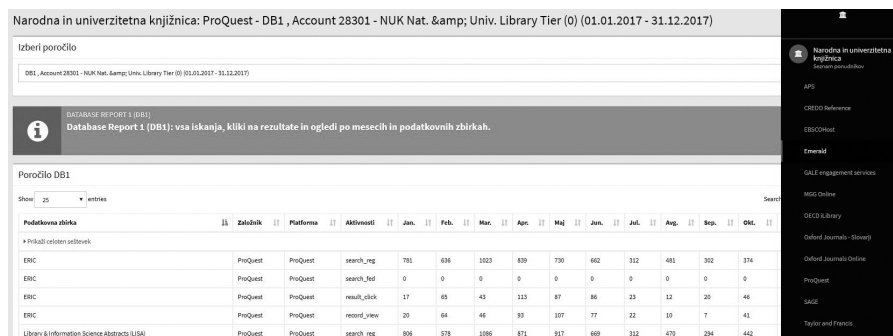 Narodna in univerzitetna knjižnica: ProQuest - DB1 , Account 28301 - NUK Nat. &amp; Univ. Library Tier (0) (01.01.2017 - 31.12.2017)
Izberi poročilo
DB1 , Account 28301 - NUK Nat. &amp; Univ. Library Tier (0) (01.01.2017 - 31.12.2017)
DATABASE REPORT 1 (DB1)
Database Report 1 (DB1): vsa iskanja, kliki na rezultate in ogledi po mesecih in podatkovnih zbirkah.
Poročilo DB1
Show 25 entries Search
Podatkovna zbirka Založnik Platforma Aktivnosti Jan. Feb. Mar. Apr. Maj Jun. Jul. Avg. Sep. Okt.
Prikaži celoten seštevek
ERIC ProQuest ProQuest search_reg 781 636 1023 839 730 662 312 481 302 374
ERIC ProQuest ProQuest search_fed 0 0 0 0 0 0 0 0 0 0
ERIC ProQuest ProQuest result_click 17 65 43 113 87 86 23 12 20 46
ERIC ProQuest ProQuest record_view 20 64 46 93 107 77 22 10 7 41
Library & Information Science Abstracts (LISA) ProQuest ProQuest search_reg 806 578 1086 871 917 669 312 470 294 442
Narodna in univerzitetna
knjižnica
Seznam ponudnikov
APS
CREDO Reference
EBSCOHost
Emerald
GALE engagement services
MGG Online
OECD iLibrary
Oxford Journals - Slovarji
Oxford Journals Online
ProQuest
SAGE
Taylor and Francis